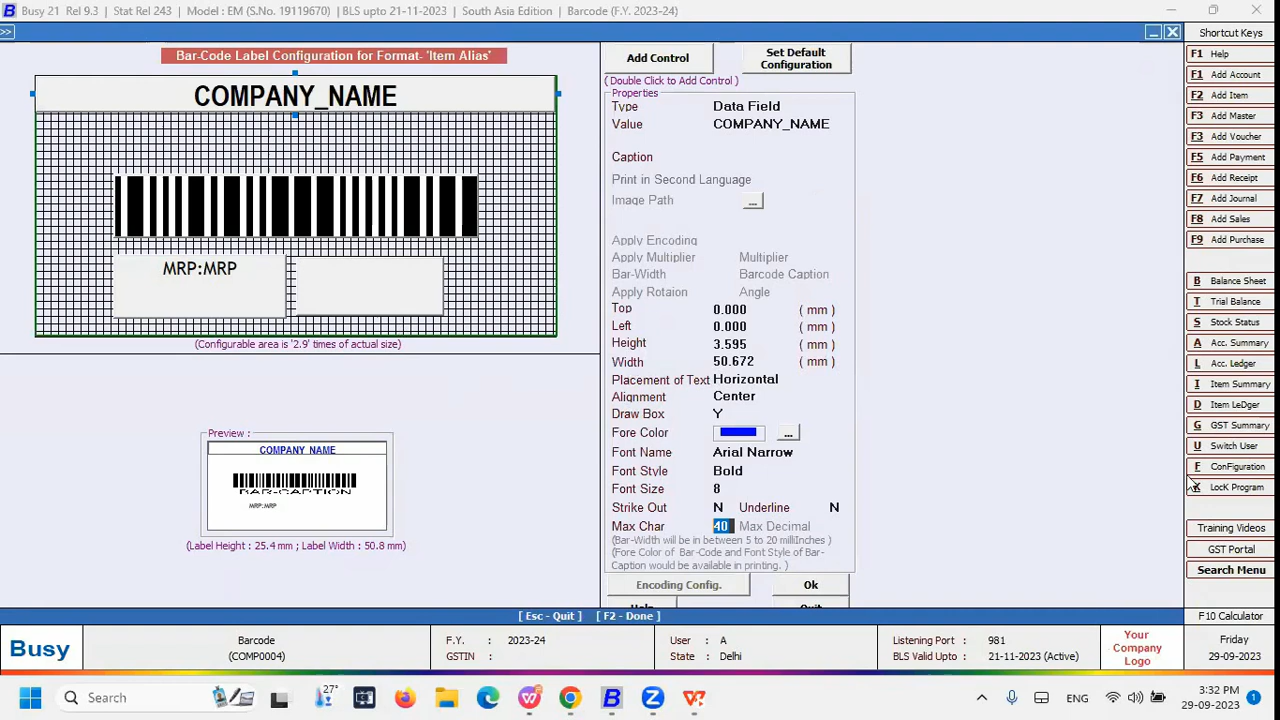 Busy 21 Rel 9.3 | Stat Rel 243 | Model : EM (S.No. 19119670) | BLS upto 21-11-2023 | South Asia Edition | Barcode (F.Y. 2023-24)
>>
Shortcut Keys
Bar-Code Label Configuration for Format- 'Item Alias'
COMPANY_NAME
MRP:MRP
(Configurable area is '2.9' times of actual size)
Preview :
COMPANY NAME
BAR-CAPTION
MRP:MRP
(Label Height : 25.4 mm ; Label Width : 50.8 mm)
Add Control
Set Default Configuration
( Double Click to Add Control )
Properties
Type Data Field
Value COMPANY_NAME
Caption
Print in Second Language
Image Path ...
Apply Encoding
Apply Multiplier Multiplier
Bar-Width Barcode Caption
Apply Rotaion Angle
Top 0.000 ( mm )
Left 0.000 ( mm )
Height 3.595 ( mm )
Width 50.672 ( mm )
Placement of Text Horizontal
Alignment Center
Draw Box Y
Fore Color ...
Font Name Arial Narrow
Font Style Bold
Font Size 8
Strike Out N Underline N
Max Char 40 Max Decimal
(Bar-Width will be in between 5 to 20 milliInches )
(Fore Color of Bar-Code and Font Style of Bar-
Caption would be available in printing. )
Encoding Config. Ok
Help Quit
F1 Help
F1 Add Account
F2 Add Item
F3 Add Master
F3 Add Voucher
F5 Add Payment
F6 Add Receipt
F7 Add Journal
F8 Add Sales
F9 Add Purchase
B Balance Sheet
T Trial Balance
S Stock Status
A Acc. Summary
L Acc. Ledger
I Item Summary
D Item LeDger
G GST Summary
U Switch User
F ConFiguration
K LocK Program
Training Videos
GST Portal
Search Menu
[ Esc - Quit ] [ F2 - Done ]
F10 Calculator
Busy
Barcode
(COMP0004)
F.Y. : 2023-24
GSTIN :
User : A
State : Delhi
Listening Port : 981
BLS Valid Upto : 21-11-2023 (Active)
Your Company Logo
Friday
29-09-2023
Search
27°
ENG
3:32 PM
29-09-2023
1